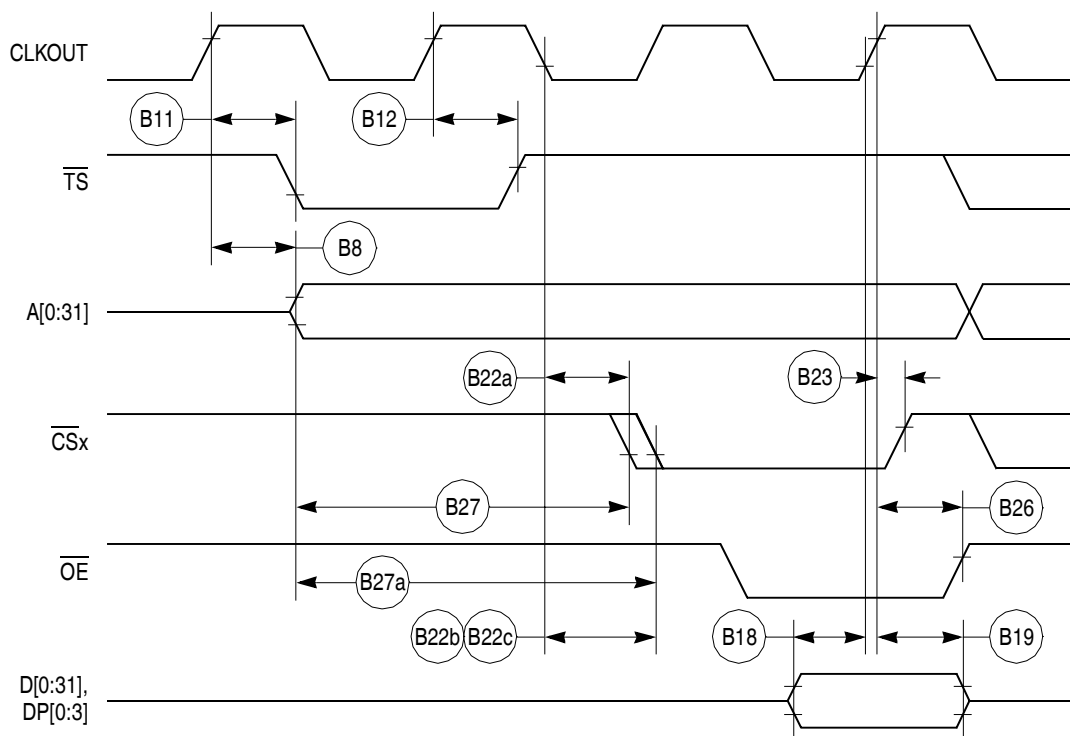 CLKOUT
B11
B12
TS
B8
A[0:31]
B22a
B23
CSx
B27
B26
OE
B27a
B22b B22c
B18
B19
D[0:31],
DP[0:3]